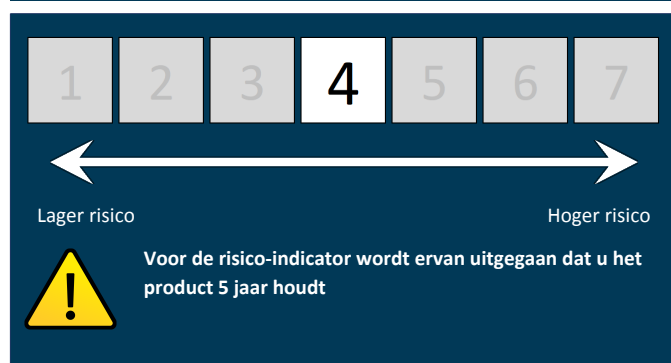 1 2 3 4 5 6 7
Lager risico Hoger risico
Voor de risico-indicator wordt ervan uitgegaan dat u het
product 5 jaar houdt